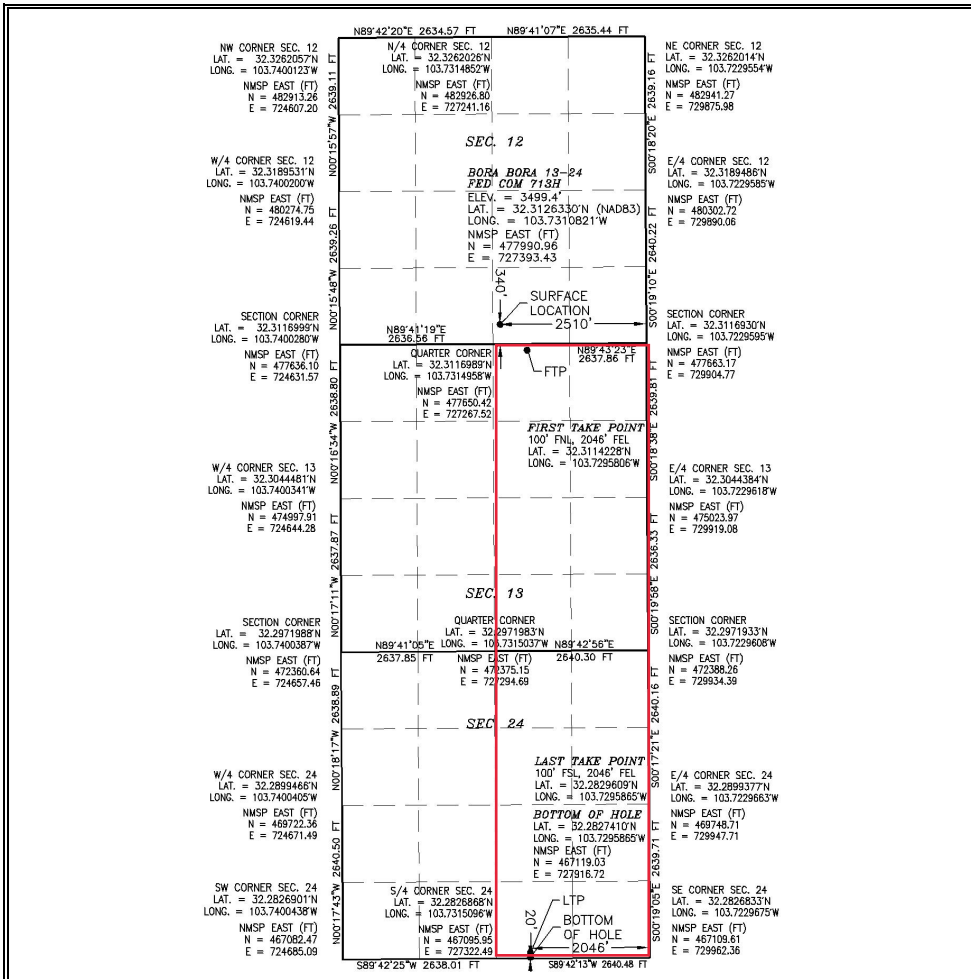 N89°42'20"E 2634.57 FT
N89°41'07"E 2635.44 FT
NW CORNER SEC. 12
LAT. = 32.3262057'N
LONG. = 103.7400123'W
NMSP EAST (FT)
N = 482913.26
E = 724607.20
N/4 CORNER SEC. 12
LAT. = 32.3262026'N
LONG. = 103.7314852'W
NMSP EAST (FT)
N = 482926.80
E = 727241.16
NE CORNER SEC. 12
LAT. = 32.3262014'N
LONG. = 103.7229554'W
NMSP EAST (FT)
N = 482941.27
E = 729875.98
N00°15'57"W 2639.11 FT
S00°18'20"E 2639.16 FT
SEC. 12
W/4 CORNER SEC. 12
LAT. = 32.3189531'N
LONG. = 103.7400200'W
NMSP EAST (FT)
N = 480274.75
E = 724619.44
BORA BORA 13-24
FED COM 713H
ELEV. = 3499.4'
LAT. = 32.3126330'N (NAD83)
LONG. = 103.7310821'W
NMSP EAST (FT)
N = 477990.96
E = 727393.43
E/4 CORNER SEC. 12
LAT. = 32.3189486'N
LONG. = 103.7229585'W
NMSP EAST (FT)
N = 480302.72
E = 729890.06
N00°15'48"W 2639.26 FT
S00°19'10"E 2640.22 FT
340'
SURFACE
LOCATION
2510'
SECTION CORNER
LAT. = 32.3116999'N
LONG. = 103.7400280'W
NMSP EAST (FT)
N = 477636.10
E = 724631.57
N89°41'19"E
2636.56 FT
QUARTER CORNER
LAT. = 32.3116989'N
LONG. = 103.7314958'W
NMSP EAST (FT)
N = 477650.42
E = 727267.52
N89°43'23"E
2637.86 FT
FTP
SECTION CORNER
LAT. = 32.3116930'N
LONG. = 103.7229595'W
NMSP EAST (FT)
N = 477663.17
E = 729904.77
N00°16'34"W 2638.80 FT
S00°18'38"E 2639.81 FT
FIRST TAKE POINT
100' FNL, 2046' FEL
LAT. = 32.3114228'N
LONG. = 103.7295806'W
W/4 CORNER SEC. 13
LAT. = 32.3044481'N
LONG. = 103.7400341'W
NMSP EAST (FT)
N = 474997.91
E = 724644.28
E/4 CORNER SEC. 13
LAT. = 32.3044384'N
LONG. = 103.7229618'W
NMSP EAST (FT)
N = 475023.97
E = 729919.08
N00°17'11"W 2637.87 FT
S00°19'58"E 2636.33 FT
SEC. 13
SECTION CORNER
LAT. = 32.2971988'N
LONG. = 103.7400387'W
NMSP EAST (FT)
N = 472360.64
E = 724657.46
N89°41'05"E
2637.85 FT
QUARTER CORNER
LAT. = 32.2971983'N
LONG. = 103.7315037'W
NMSP EAST (FT)
N = 472375.15
E = 727294.69
N89°42'56"E
2640.30 FT
SECTION CORNER
LAT. = 32.2971933'N
LONG. = 103.7229608'W
NMSP EAST (FT)
N = 472388.26
E = 729934.39
N00°18'17"W 2638.89 FT
S00°17'21"E 2640.16 FT
SEC. 24
W/4 CORNER SEC. 24
LAT. = 32.2899466'N
LONG. = 103.7400405'W
NMSP EAST (FT)
N = 469722.36
E = 724671.49
LAST TAKE POINT
100' FSL, 2046' FEL
LAT. = 32.2829609'N
LONG. = 103.7295865'W
BOTTOM OF HOLE
LAT. = 32.2827410'N
LONG. = 103.7295865'W
NMSP EAST (FT)
N = 467119.03
E = 727916.72
E/4 CORNER SEC. 24
LAT. = 32.2899377'N
LONG. = 103.7229663'W
NMSP EAST (FT)
N = 469748.71
E = 729947.71
N00°17'43"W 2640.50 FT
S00°19'05"E 2639.71 FT
SW CORNER SEC. 24
LAT. = 32.2826901'N
LONG. = 103.7400438'W
NMSP EAST (FT)
N = 467082.47
E = 724685.09
S/4 CORNER SEC. 24
LAT. = 32.2826868'N
LONG. = 103.7315096'W
NMSP EAST (FT)
N = 467095.95
E = 727322.49
20'
LTP
BOTTOM
OF HOLE
2046'
SE CORNER SEC. 24
LAT. = 32.2826833'N
LONG. = 103.7229675'W
NMSP EAST (FT)
N = 467109.61
E = 729962.36
S89°42'25"W 2638.01 FT
S89°42'13"W 2640.48 FT